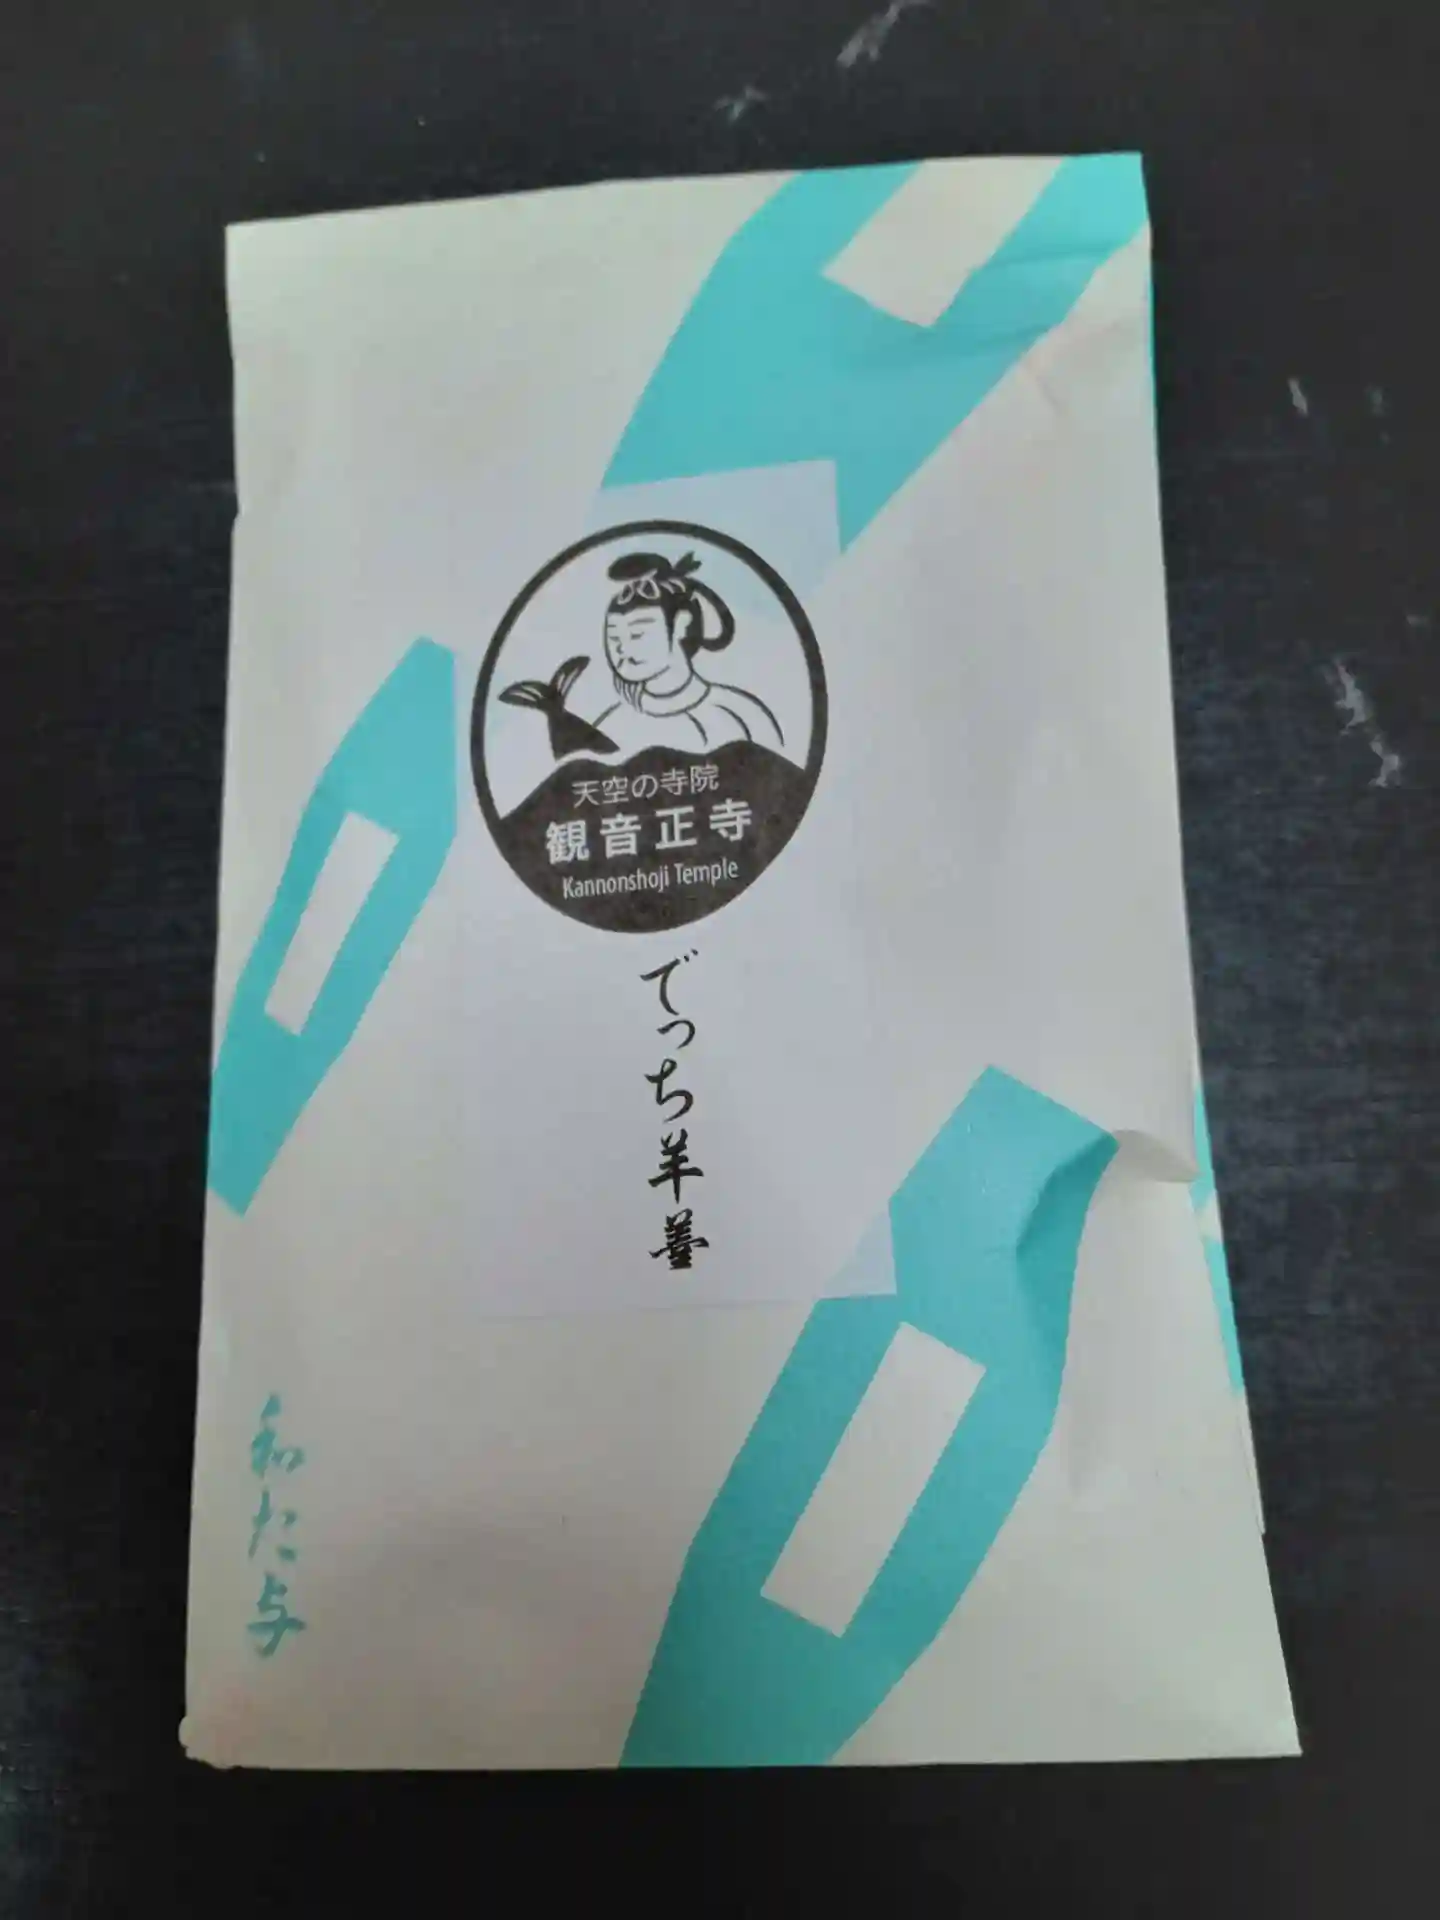 天空の寺院
観音正寺
Kannonshoji Temple
でっち羊羹
和た与